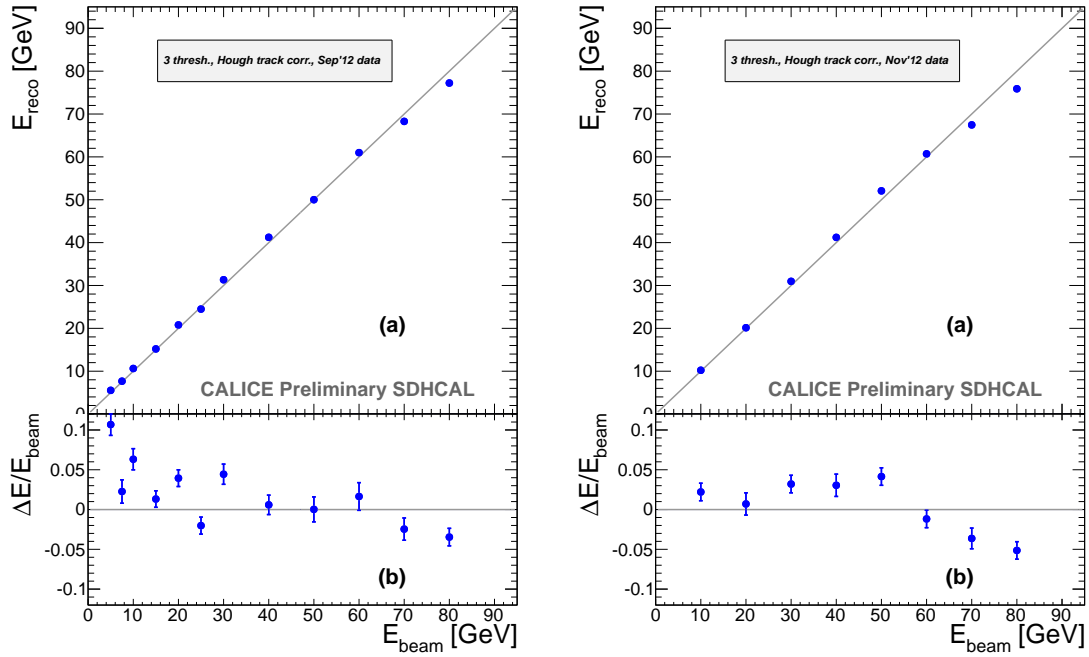 E_reco [GeV]
90
80
70
60
50
40
30
20
10
0
3 thresh., Hough track corr., Sep'12 data
(a)
CALICE Preliminary SDHCAL
ΔE/E_beam
0.1
0.05
0
-0.05
-0.1
(b)
0 10 20 30 40 50 60 70 80 90
E_beam [GeV]
E_reco [GeV]
90
80
70
60
50
40
30
20
10
0
3 thresh., Hough track corr., Nov'12 data
(a)
CALICE Preliminary SDHCAL
ΔE/E_beam
0.1
0.05
0
-0.05
-0.1
(b)
0 10 20 30 40 50 60 70 80 90
E_beam [GeV]